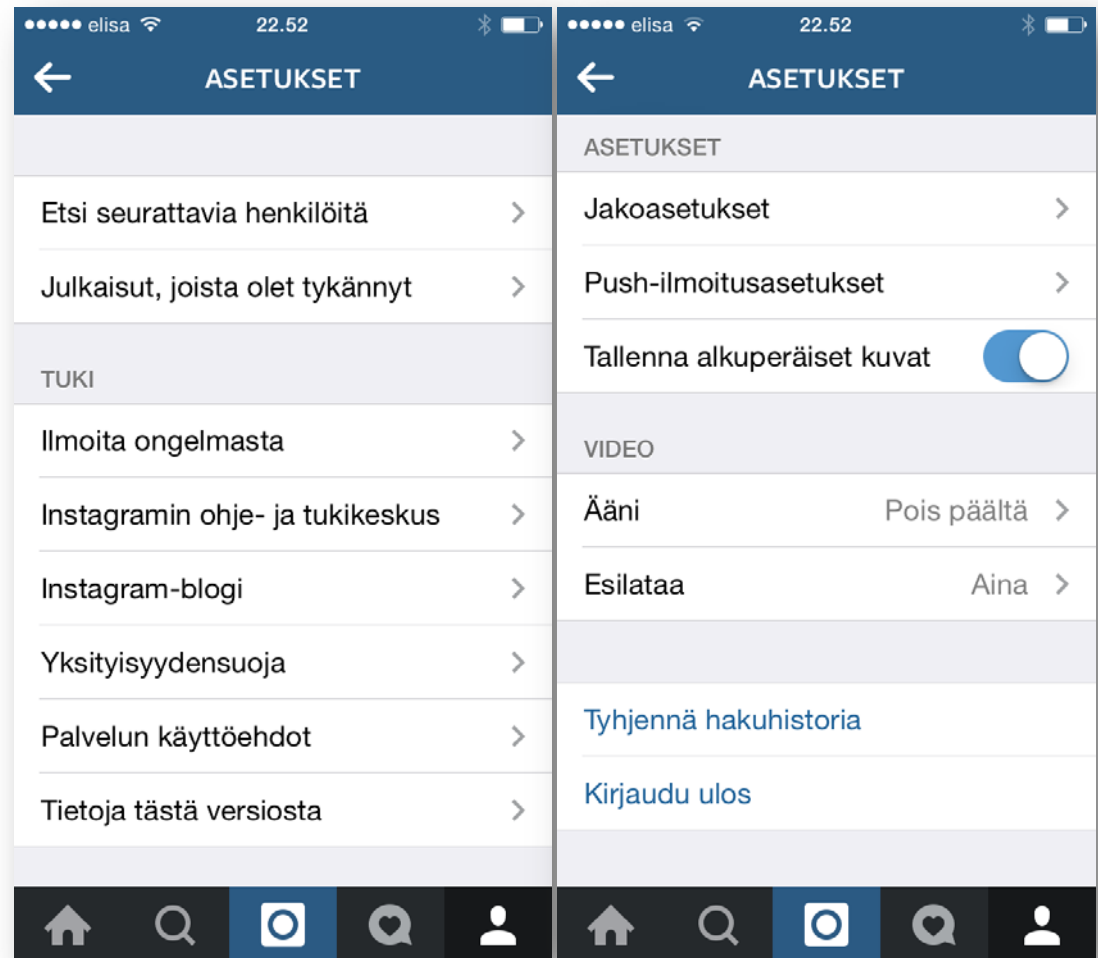 elisa 22.52
ASETUKSET
Etsi seurattavia henkilöitä
Julkaisut, joista olet tykännyt
TUKI
Ilmoita ongelmasta
Instagramin ohje- ja tukikeskus
Instagram-blogi
Yksityisyydensuoja
Palvelun käyttöehdot
Tietoja tästä versiosta
elisa 22.52
ASETUKSET
ASETUKSET
Jakoasetukset
Push-ilmoitusasetukset
Tallenna alkuperäiset kuvat
VIDEO
Ääni Pois päältä
Esilataa Aina
Tyhjennä hakuhistoria
Kirjaudu ulos